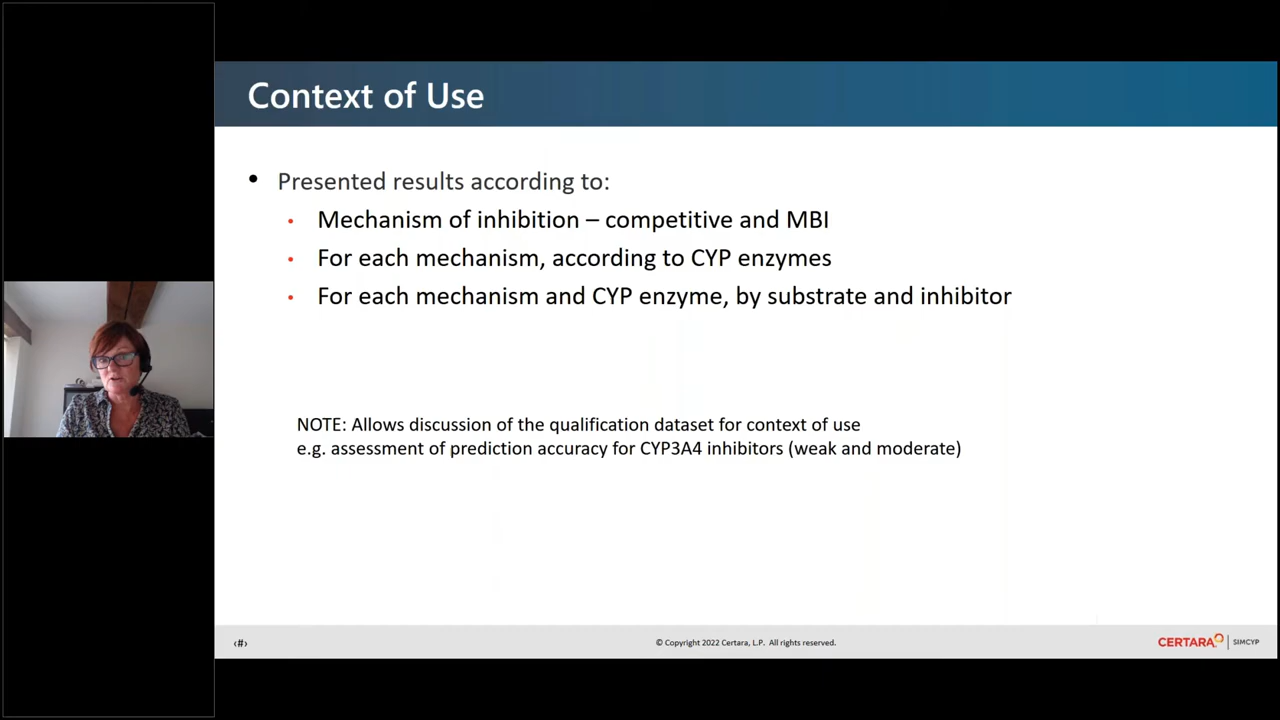 Context of Use
• Presented results according to:
• Mechanism of inhibition – competitive and MBI
• For each mechanism, according to CYP enzymes
• For each mechanism and CYP enzyme, by substrate and inhibitor
NOTE: Allows discussion of the qualification dataset for context of use
e.g. assessment of prediction accuracy for CYP3A4 inhibitors (weak and moderate)
‹#›
© Copyright 2022 Certara, L.P. All rights reserved.
CERTARA | SIMCYP